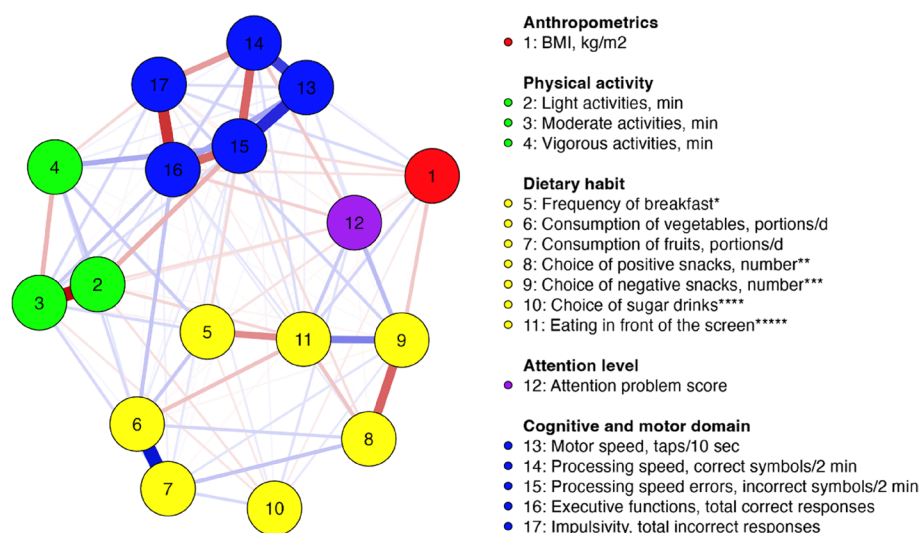 14
17
13
15
4
16
1
12
2
3
5
11
9
6
8
7
10
Anthropometrics
1: BMI, kg/m2
Physical activity
2: Light activities, min
3: Moderate activities, min
4: Vigorous activities, min
Dietary habit
5: Frequency of breakfast*
6: Consumption of vegetables, portions/d
7: Consumption of fruits, portions/d
8: Choice of positive snacks, number**
9: Choice of negative snacks, number***
10: Choice of sugar drinks****
11: Eating in front of the screen*****
Attention level
12: Attention problem score
Cognitive and motor domain
13: Motor speed, taps/10 sec
14: Processing speed, correct symbols/2 min
15: Processing speed errors, incorrect symbols/2 min
16: Executive functions, total correct responses
17: Impulsivity, total incorrect responses